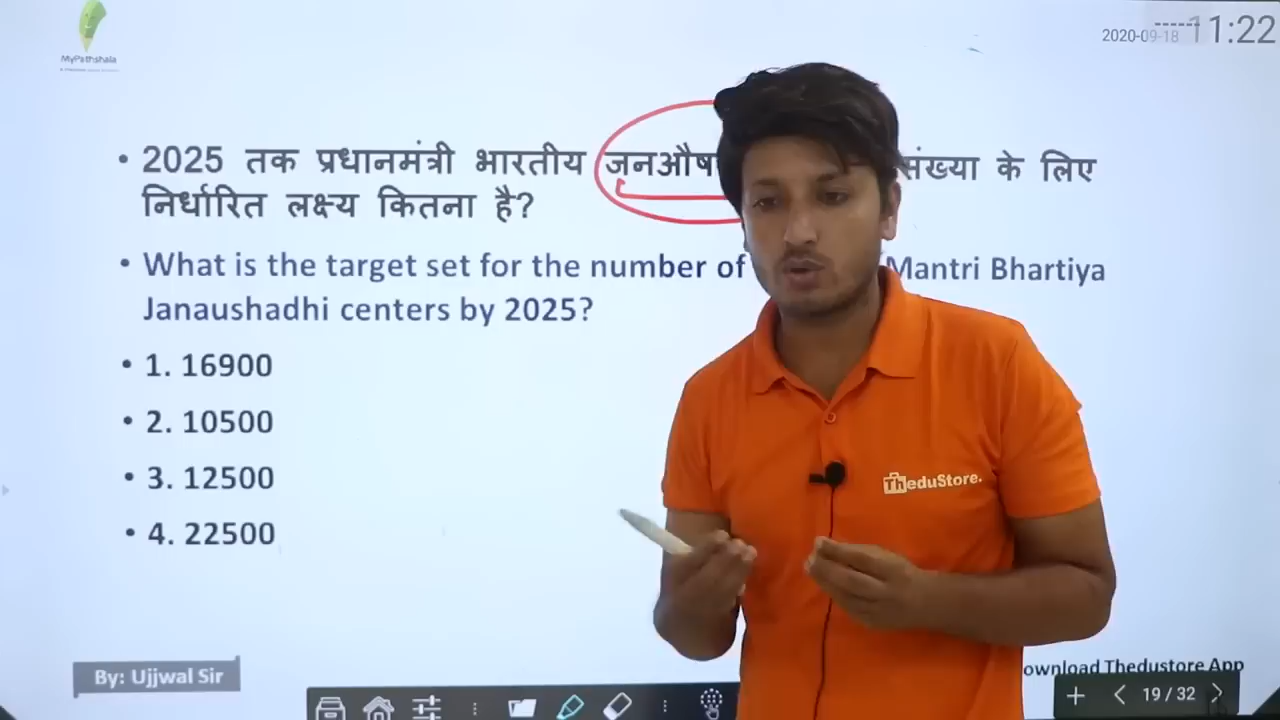 MyPathshala
2020-09-18 11:22
• 2025 तक प्रधानमंत्री भारतीय संख्या के लिए
निर्धारित लक्ष्य कितना है?
• What is the target set for the number of Mantri Bhartiya
Janaushadhi centers by 2025?
• 1. 16900
• 2. 10500
• 3. 12500
• 4. 22500
TheduStore.
By: Ujjwal Sir
Thedustore App
19 / 32